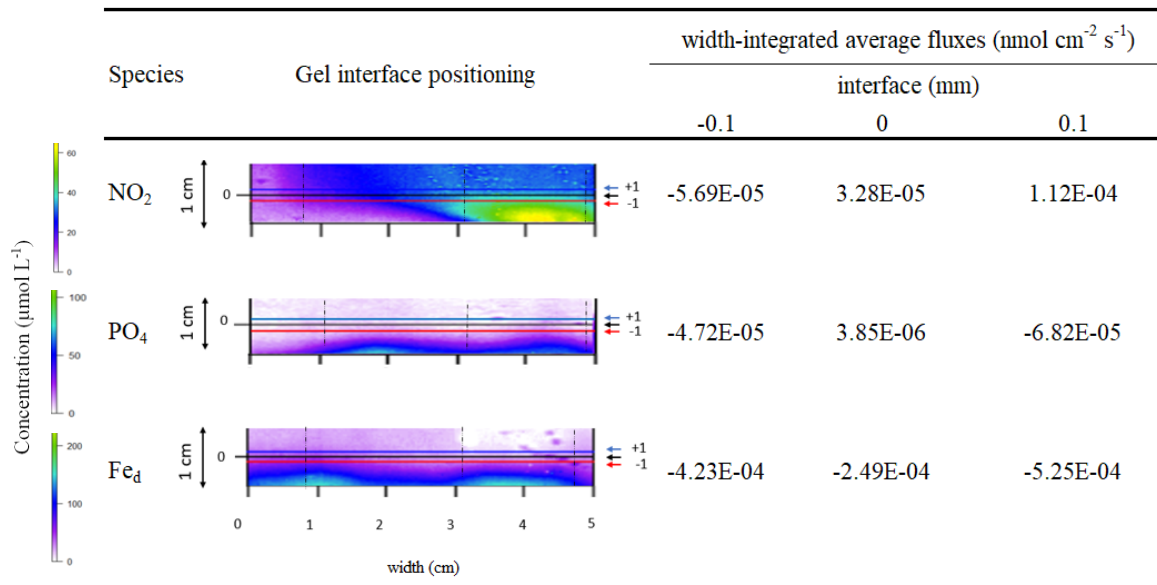 width-integrated average fluxes (nmol cm-2 s-1)
Species Gel interface positioning
interface (mm)
-0.1 0 0.1
Concentration (µmol L-1)
60
40
20
0
NO2
1 cm
0
+1
-1
-5.69E-05 3.28E-05 1.12E-04
100
50
0
PO4
1 cm
0
+1
-1
-4.72E-05 3.85E-06 -6.82E-05
200
100
0
Fed
1 cm
0
+1
-1
-4.23E-04 -2.49E-04 -5.25E-04
0 1 2 3 4 5
width (cm)